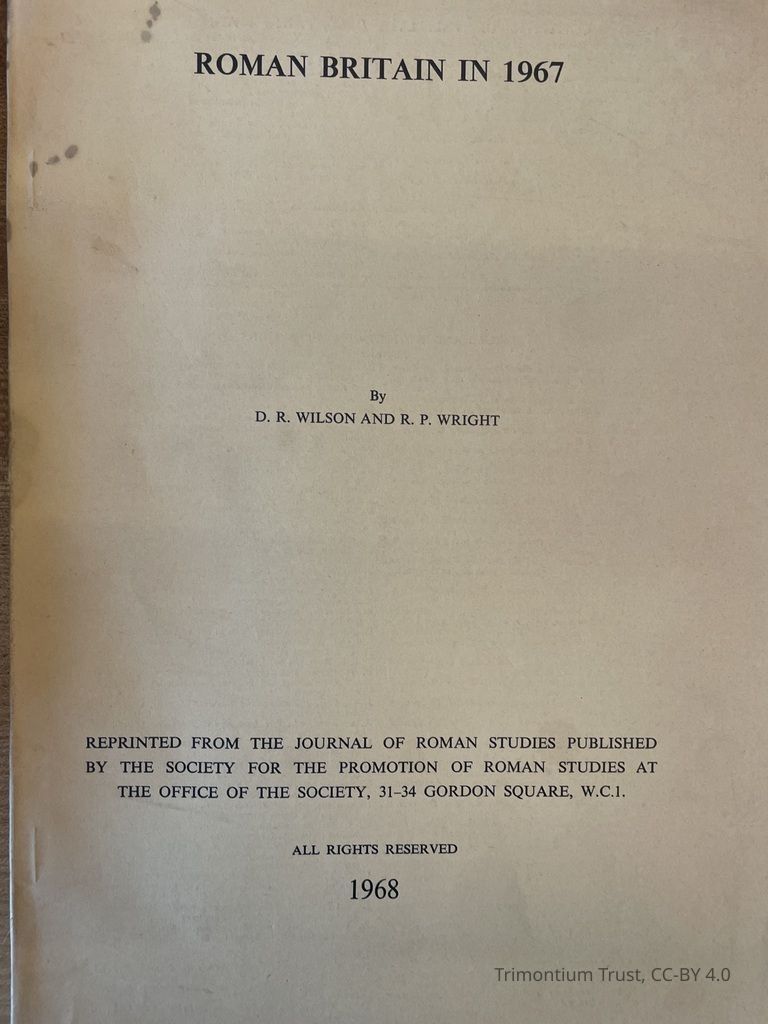 ROMAN BRITAIN IN 1967
By
D. R. WILSON AND R. P. WRIGHT
REPRINTED FROM THE JOURNAL OF ROMAN STUDIES PUBLISHED
BY THE SOCIETY FOR THE PROMOTION OF ROMAN STUDIES AT
THE OFFICE OF THE SOCIETY, 31–34 GORDON SQUARE, W.C.1.
ALL RIGHTS RESERVED
1968
Trimontium Trust, CC-BY 4.0